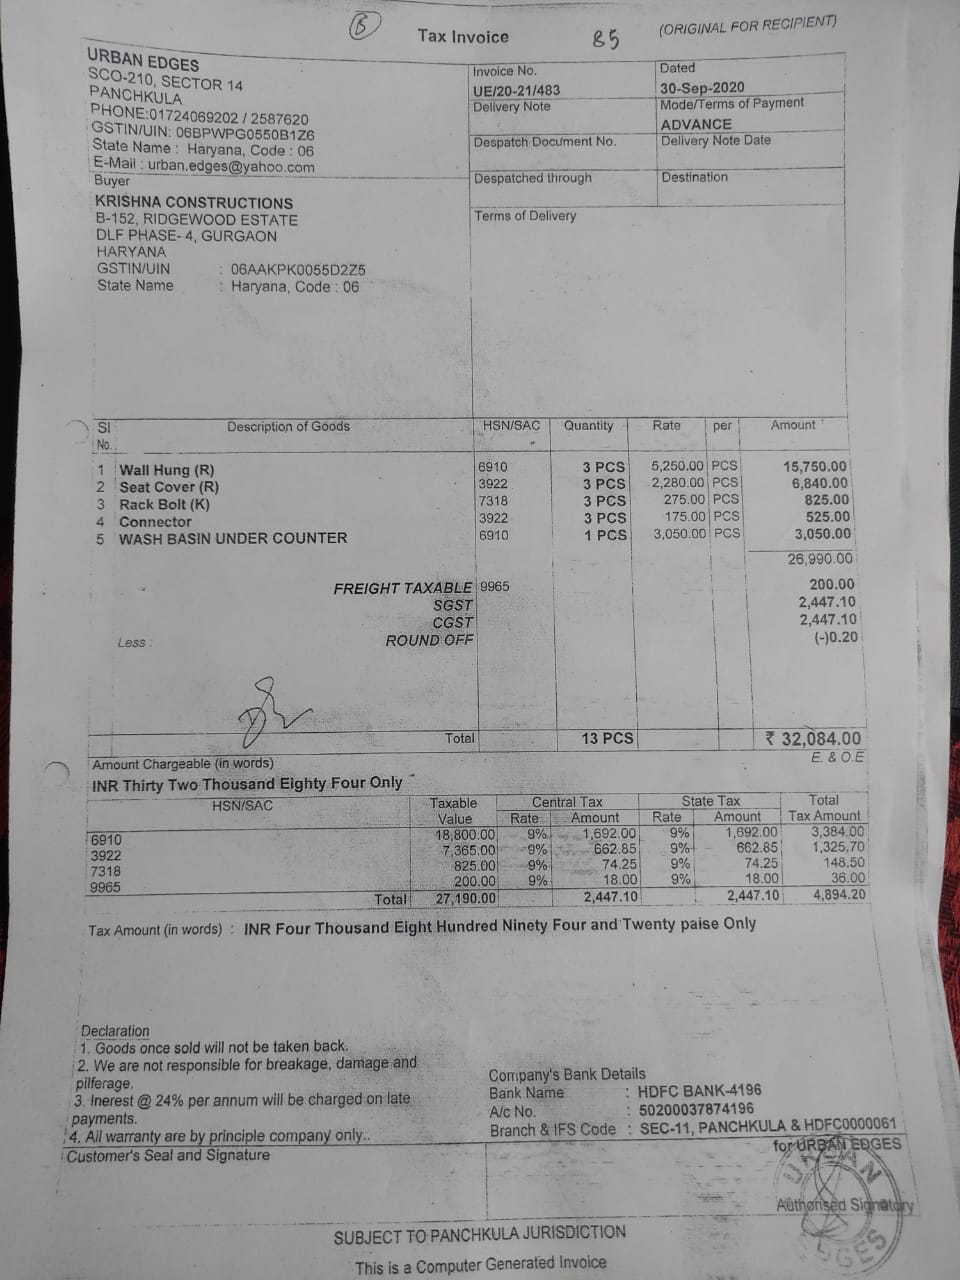 B
Tax Invoice
85
(ORIGINAL FOR RECIPIENT)
URBAN EDGES
SCO-210, SECTOR 14
PANCHKULA
PHONE:01724069202 / 2587620
GSTIN/UIN: 06BPWPG0550B1Z6
State Name : Haryana, Code : 06
E-Mail : urban.edges@yahoo.com
Invoice No.
UE/20-21/483
Dated
30-Sep-2020
Delivery Note
Mode/Terms of Payment
ADVANCE
Despatch Document No.
Delivery Note Date
Despatched through
Destination
Terms of Delivery
Buyer
KRISHNA CONSTRUCTIONS
B-152, RIDGEWOOD ESTATE
DLF PHASE- 4, GURGAON
HARYANA
GSTIN/UIN : 06AAKPK0055D2Z5
State Name : Haryana, Code : 06
Sl No. Description of Goods HSN/SAC Quantity Rate per Amount
1 Wall Hung (R) 6910 3 PCS 5,250.00 PCS 15,750.00
2 Seat Cover (R) 3922 3 PCS 2,280.00 PCS 6,840.00
3 Rack Bolt (K) 7318 3 PCS 275.00 PCS 825.00
4 Connector 3922 3 PCS 175.00 PCS 525.00
5 WASH BASIN UNDER COUNTER 6910 1 PCS 3,050.00 PCS 3,050.00
26,990.00
FREIGHT TAXABLE 9965 200.00
SGST 2,447.10
CGST 2,447.10
Less : ROUND OFF (-)0.20
Total 13 PCS ₹ 32,084.00
Amount Chargeable (in words) E. & O.E
INR Thirty Two Thousand Eighty Four Only
HSN/SAC Taxable Value Central Tax Rate Amount State Tax Rate Amount Total Tax Amount
6910 18,800.00 9% 1,692.00 9% 1,692.00 3,384.00
3922 7,365.00 9% 662.85 9% 662.85 1,325.70
7318 825.00 9% 74.25 9% 74.25 148.50
9965 200.00 9% 18.00 9% 18.00 36.00
Total 27,190.00 2,447.10 2,447.10 4,894.20
Tax Amount (in words) : INR Four Thousand Eight Hundred Ninety Four and Twenty paise Only
Declaration
1. Goods once sold will not be taken back.
2. We are not responsible for breakage, damage and
pilferage.
3. Inerest @ 24% per annum will be charged on late
payments.
4. All warranty are by principle company only..
Company's Bank Details
Bank Name : HDFC BANK-4196
A/c No. : 50200037874196
Branch & IFS Code : SEC-11, PANCHKULA & HDFC0000061
Customer's Seal and Signature
for URBAN EDGES
URBAN EDGES
Authorised Signatory
SUBJECT TO PANCHKULA JURISDICTION
This is a Computer Generated Invoice